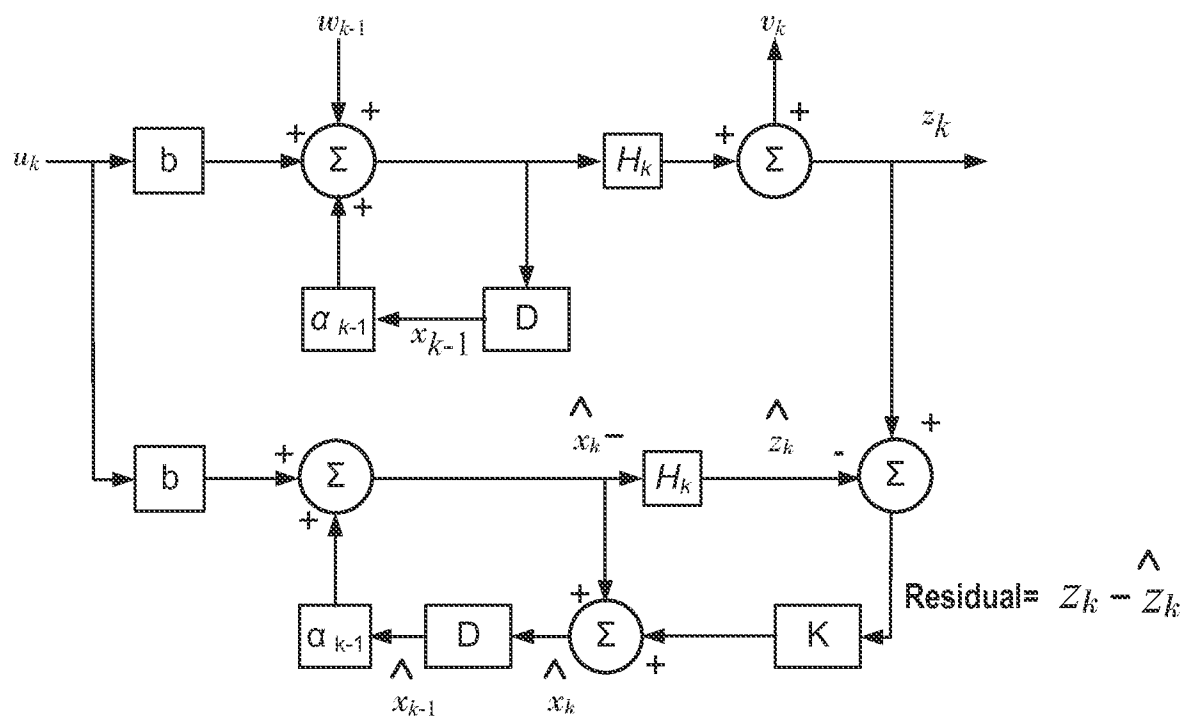 w_{k-1} v_k
+ +
+ + z_k
u_k b Σ H_k Σ
+
α_{k-1} x_{k-1} D
^ ^
x_k- z_k +
+ -
b Σ H_k Σ
+
^
+ Residual= z_k - z_k
α_{k-1} D Σ K
^ ^ +
x_{k-1} x_k